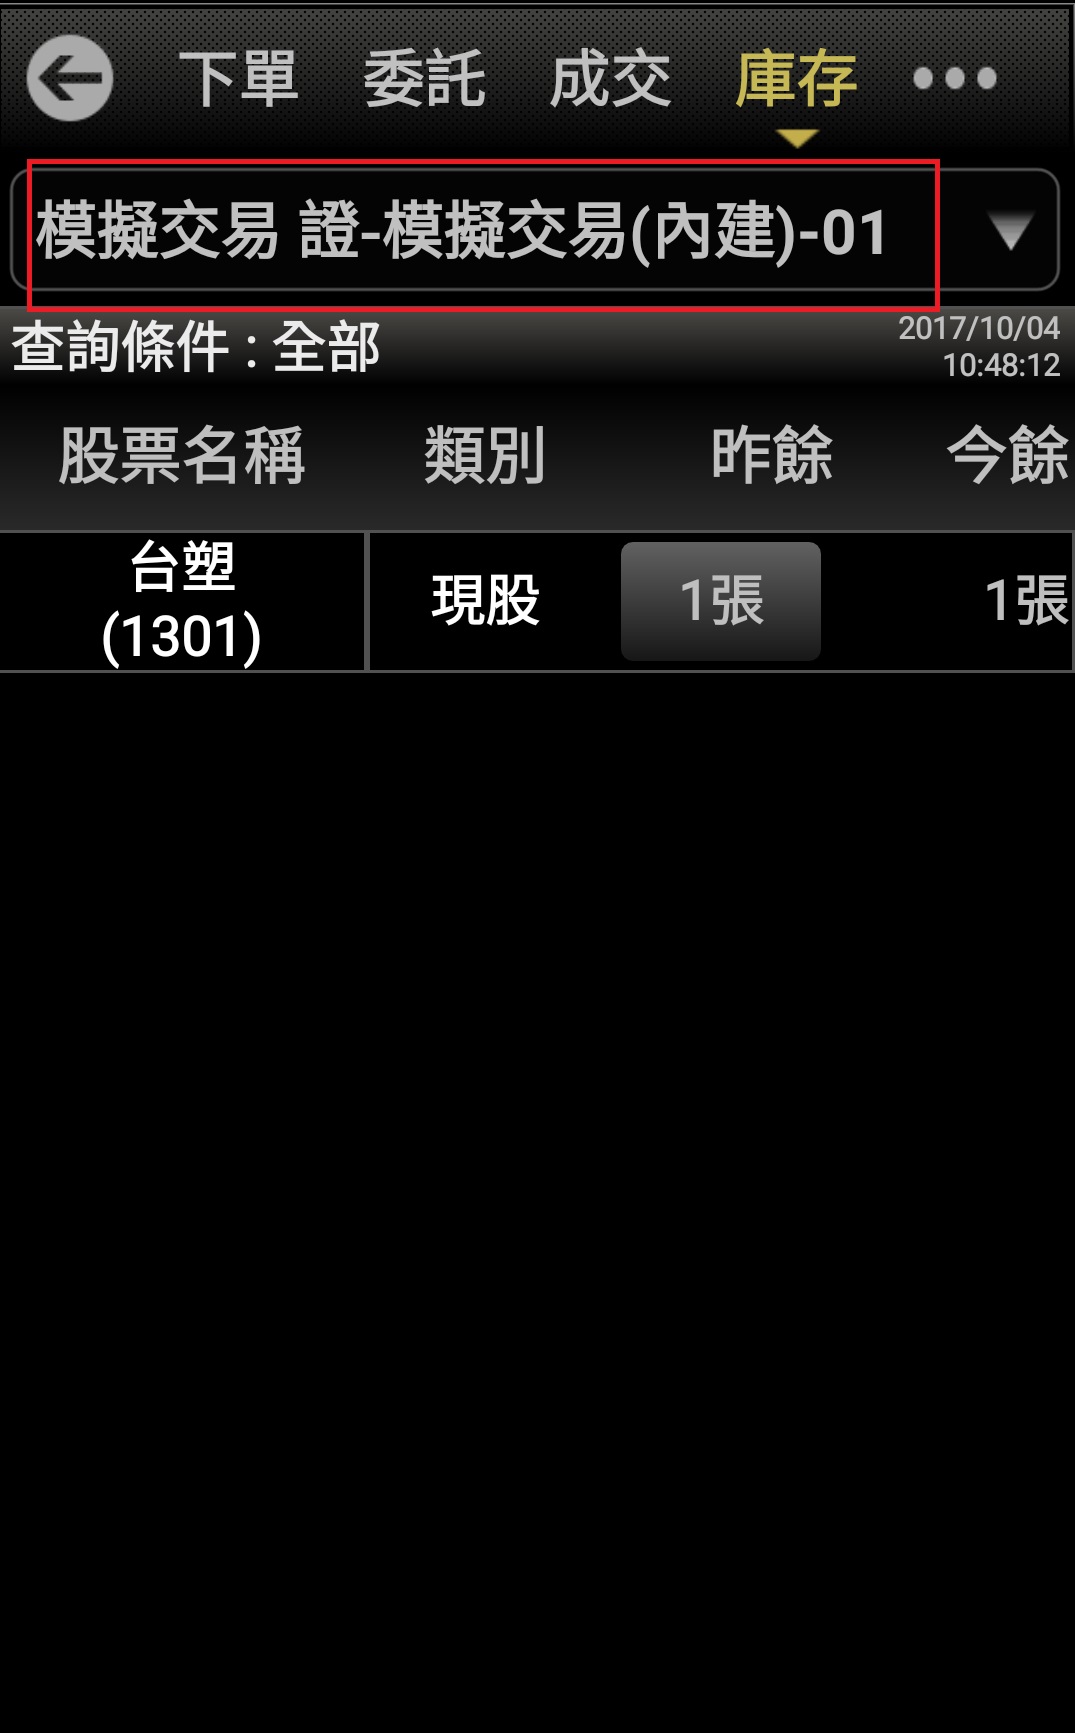 下單 委託 成交 庫存
模擬交易 證-模擬交易(內建)-01
查詢條件 : 全部
2017/10/04
10:48:12
股票名稱 類別 昨餘 今餘
台塑
(1301)
現股 1張 1張